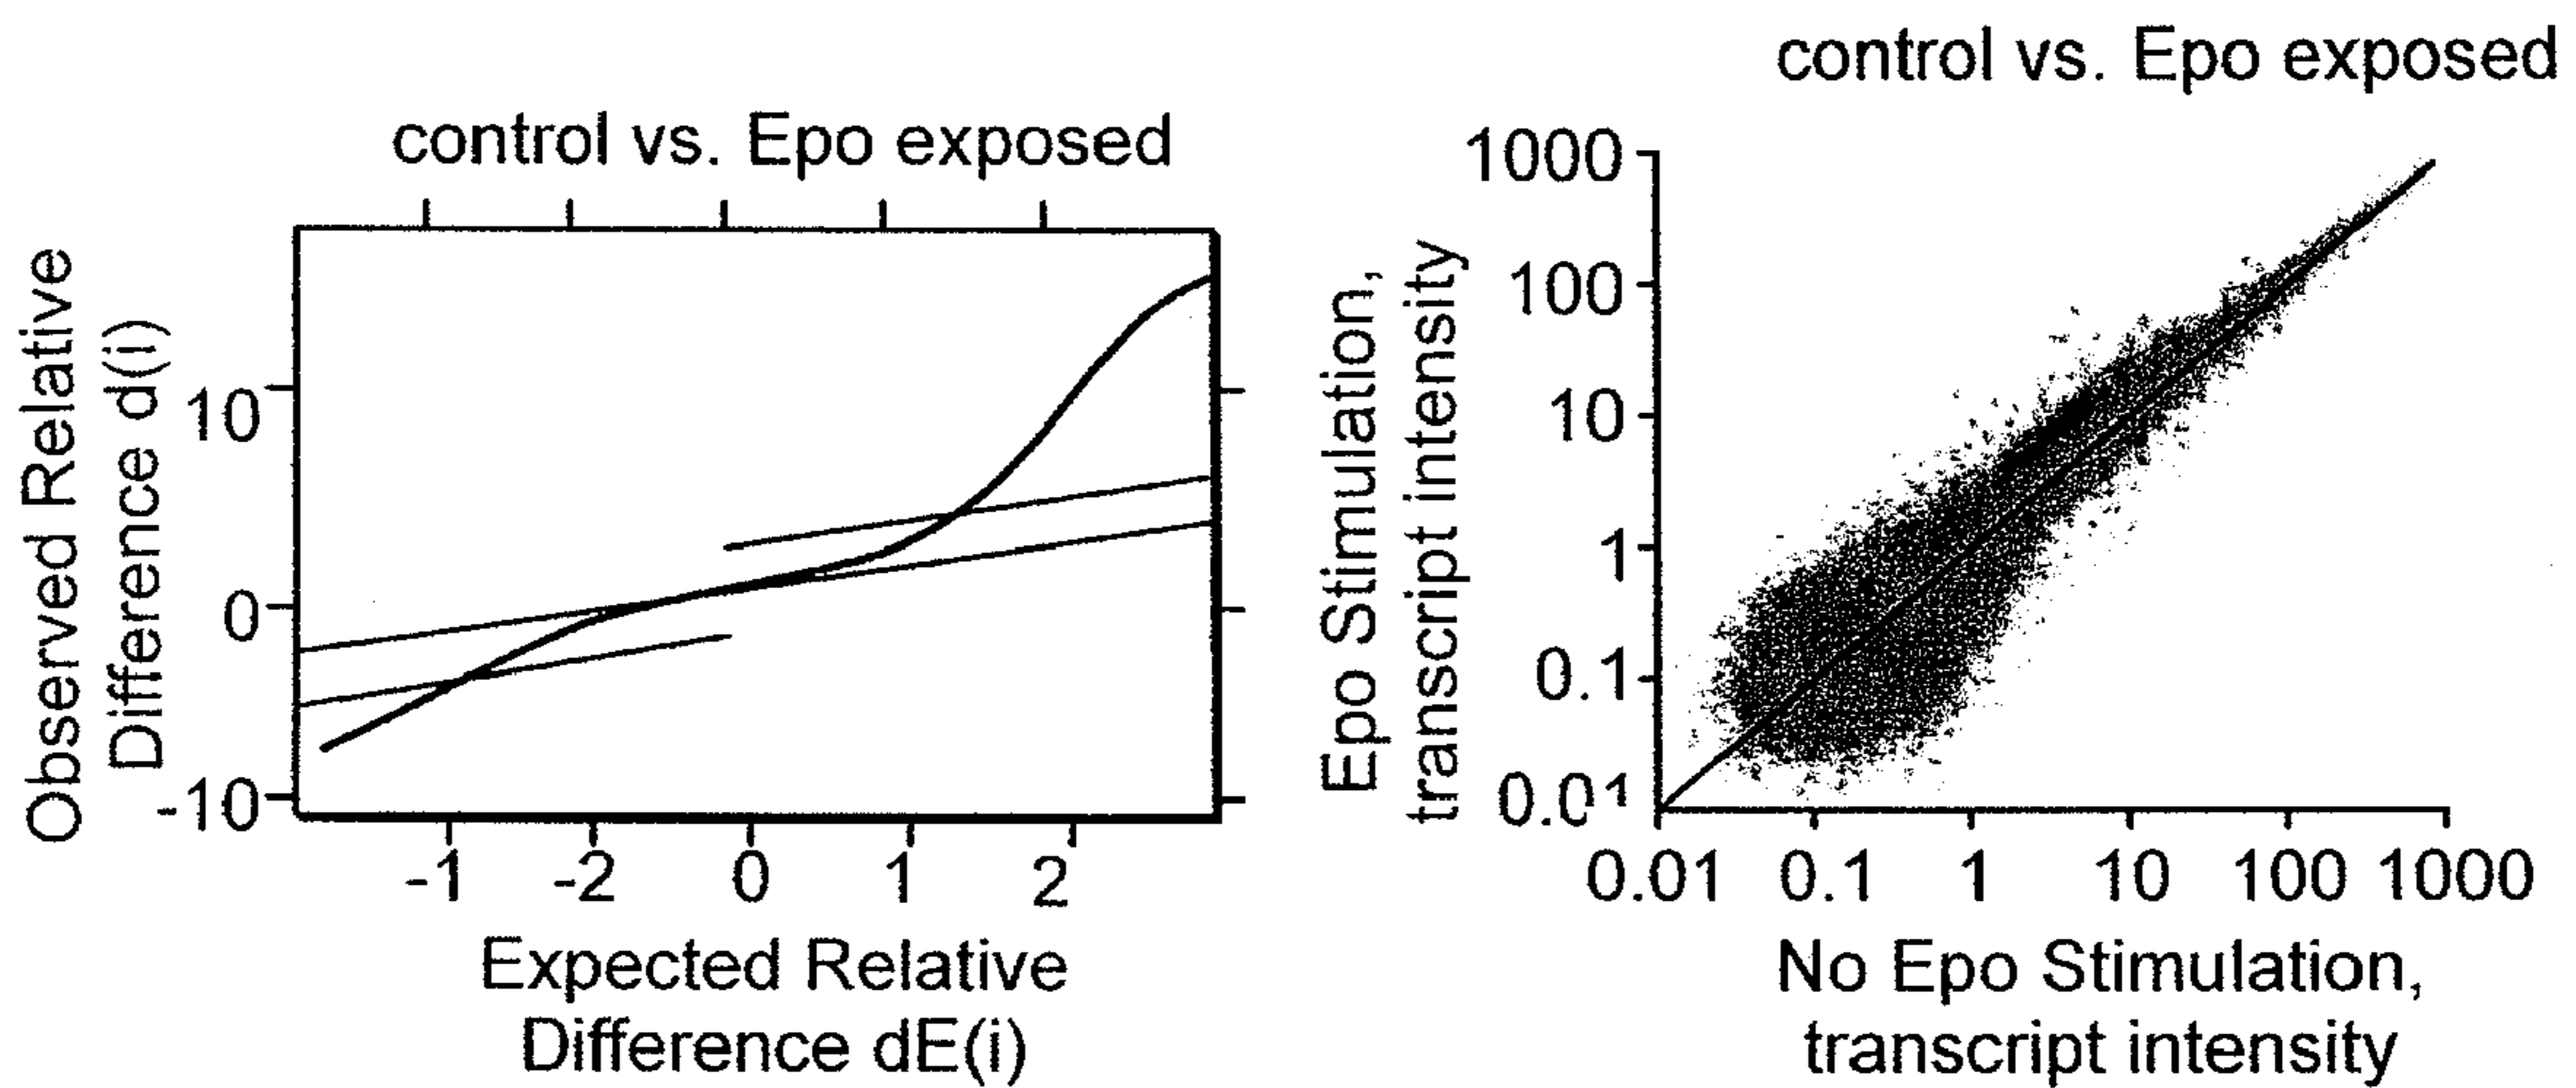 control vs. Epo exposed
Observed Relative
Difference d(i)
10
0
-10
-1 -2 0 1 2
Expected Relative
Difference dE(i)
control vs. Epo exposed
Epo Stimulation,
transcript intensity
1000
100
10
1
0.1
0.01
0.01 0.1 1 10 100 1000
No Epo Stimulation,
transcript intensity